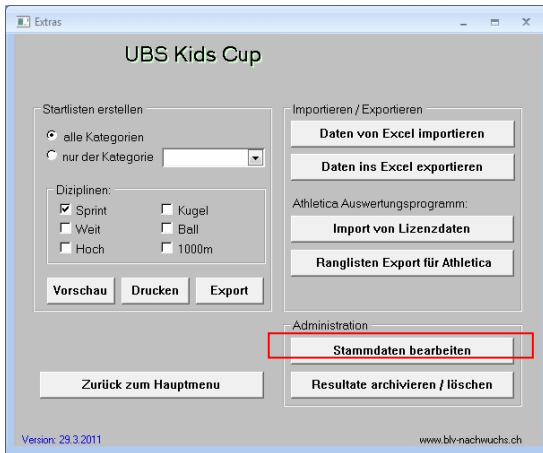 Extras
UBS Kids Cup
Startlisten erstellen
alle Kategorien
nur der Kategorie
Diziplinen:
Sprint
Kugel
Weit
Ball
Hoch
1000m
Vorschau
Drucken
Export
Zurück zum Hauptmenu
Importieren / Exportieren
Daten von Excel importieren
Daten ins Excel exportieren
Athletica Auswertungsprogramm:
Import von Lizenzdaten
Ranglisten Export für Athletica
Administration
Stammdaten bearbeiten
Resultate archivieren / löschen
Version: 29.3.2011
www.blv-nachwuchs.ch